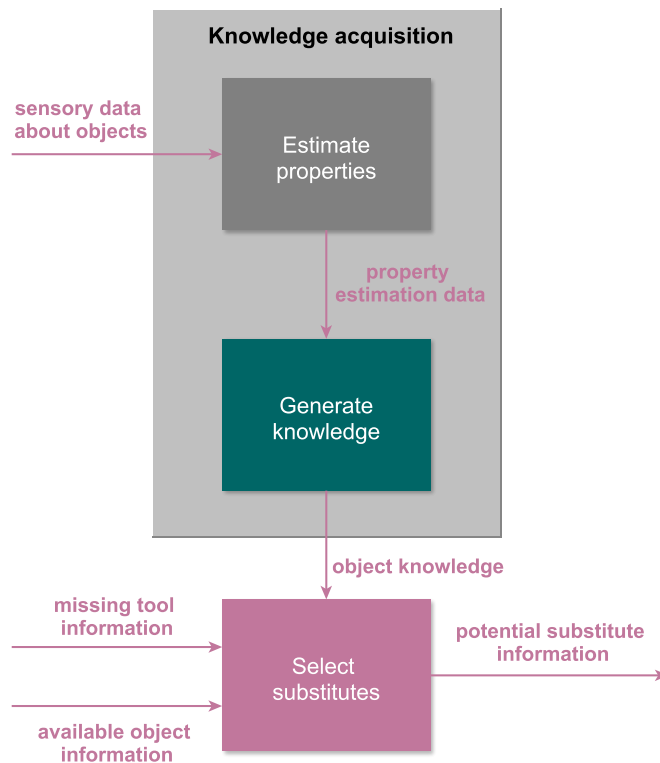 Knowledge acquisition
sensory data
about objects
Estimate
properties
property
estimation data
Generate
knowledge
object knowledge
missing tool
information
Select
substitutes
potential substitute
information
available object
information